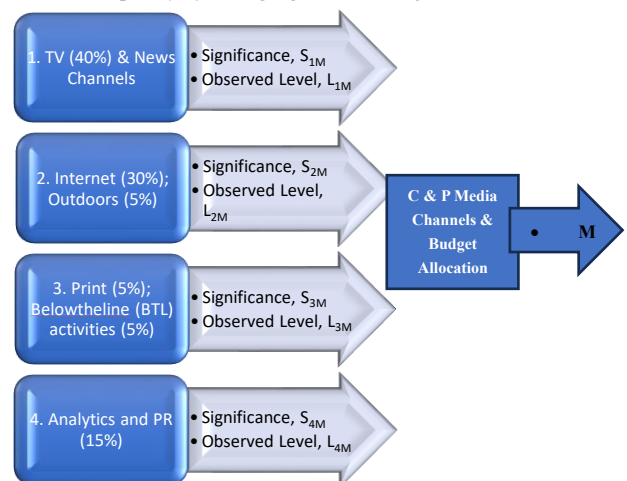 1. TV (40%) & News
Channels
• Significance, S1M
• Observed Level, L1M
2. Internet (30%);
Outdoors (5%)
• Significance, S2M
• Observed Level,
L2M
3. Print (5%);
Belowtheline (BTL)
activities (5%)
• Significance, S3M
• Observed Level, L3M
4. Analytics and PR
(15%)
• Significance, S4M
• Observed Level, L4M
C & P Media
Channels &
Budget
Allocation
• M